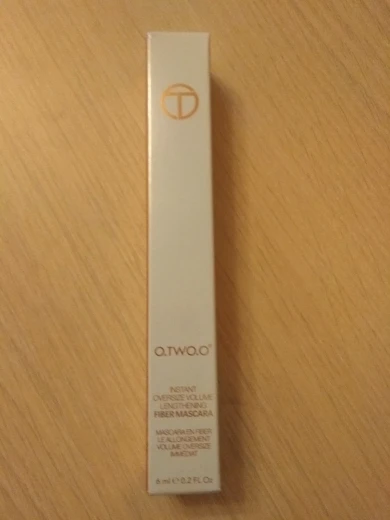 O.TWO.O®
INSTANT
OVERSIZE VOLUME
LENGTHENING
FIBER MASCARA
MASCARA EN FIBER
LE ALLONGEMENT
VOLUME OVERSIZE
IMMÉDIAT
6 ml e 0.2 FL Oz